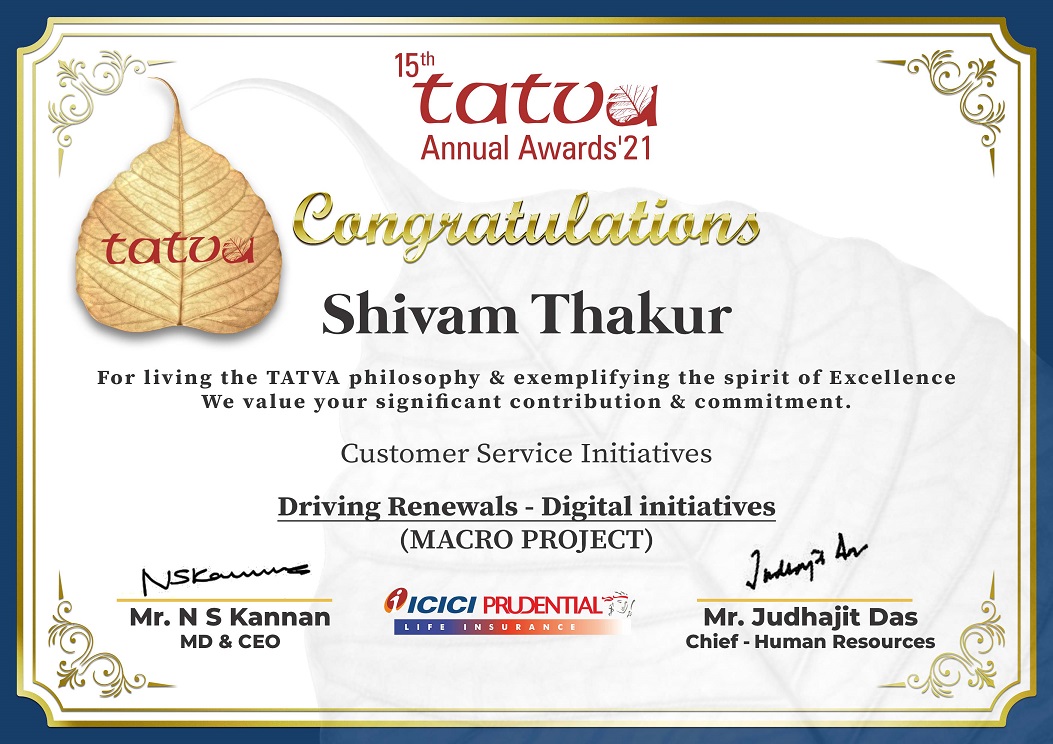 15th
tatva
Annual Awards'21
tatva
Congratulations
Shivam Thakur
For living the TATVA philosophy & exemplifying the spirit of Excellence
We value your significant contribution & commitment.
Customer Service Initiatives
Driving Renewals - Digital initiatives
(MACRO PROJECT)
NSKannan
Mr. N S Kannan
MD & CEO
ICICI PRUDENTIAL
LIFE INSURANCE
Mr. Judhajit Das
Chief - Human Resources